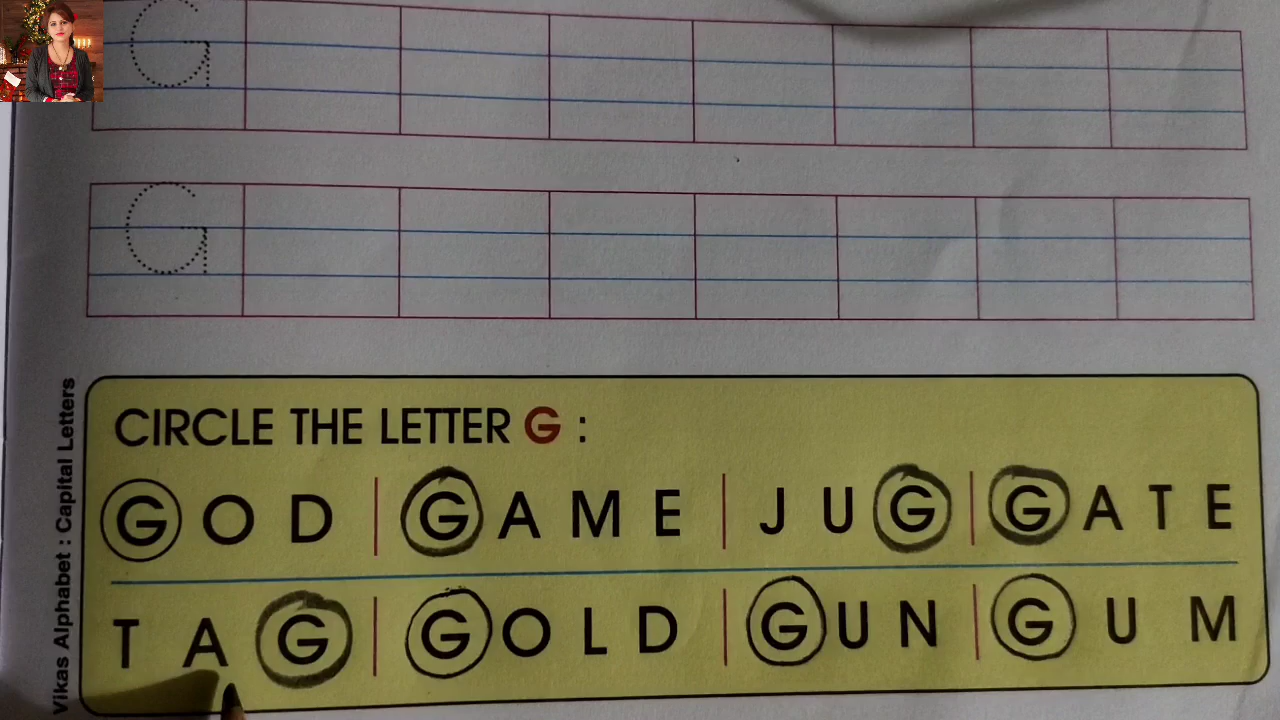 G
G
CIRCLE THE LETTER G :
G O D | G A M E | J U G | G A T E
T A G | G O L D | G U N | G U M
Vikas Alphabet : Capital Letters